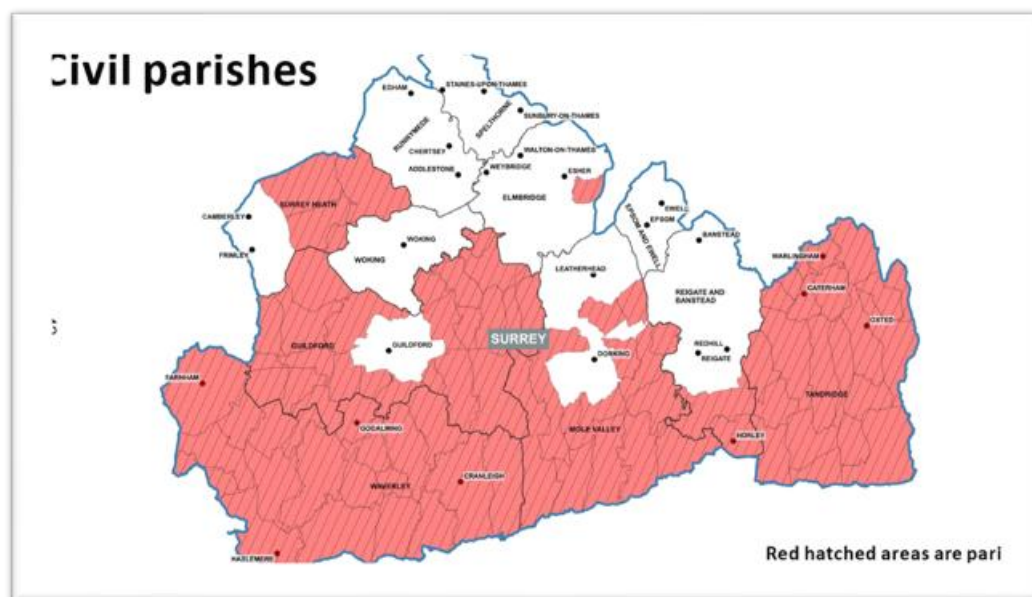 Civil parishes
STAINES-UPON-THAMES
EGHAM
SUNBURY-ON-THAMES
SPELTHORNE
RUNNYMEDE
CHERTSEY
WALTON-ON-THAMES
ADDLESTONE
WEYBRIDGE
ESHER
ELMBRIDGE
SURREY HEATH
CAMBERLEY
EWELL
EPSOM
EPSOM AND EWELL
BANSTEAD
WOKING
FRIMLEY
WOKING
WARLINGHAM
LEATHERHEAD
CATERHAM
REIGATE AND
BANSTEAD
OXTED
SURREY
GUILDFORD
GUILDFORD
REDHILL
DORKING
REIGATE
FARNHAM
TANDRIDGE
GODALMING
MOLE VALLEY
HORLEY
CRANLEIGH
WAVERLEY
HASLEMERE
Red hatched areas are pari